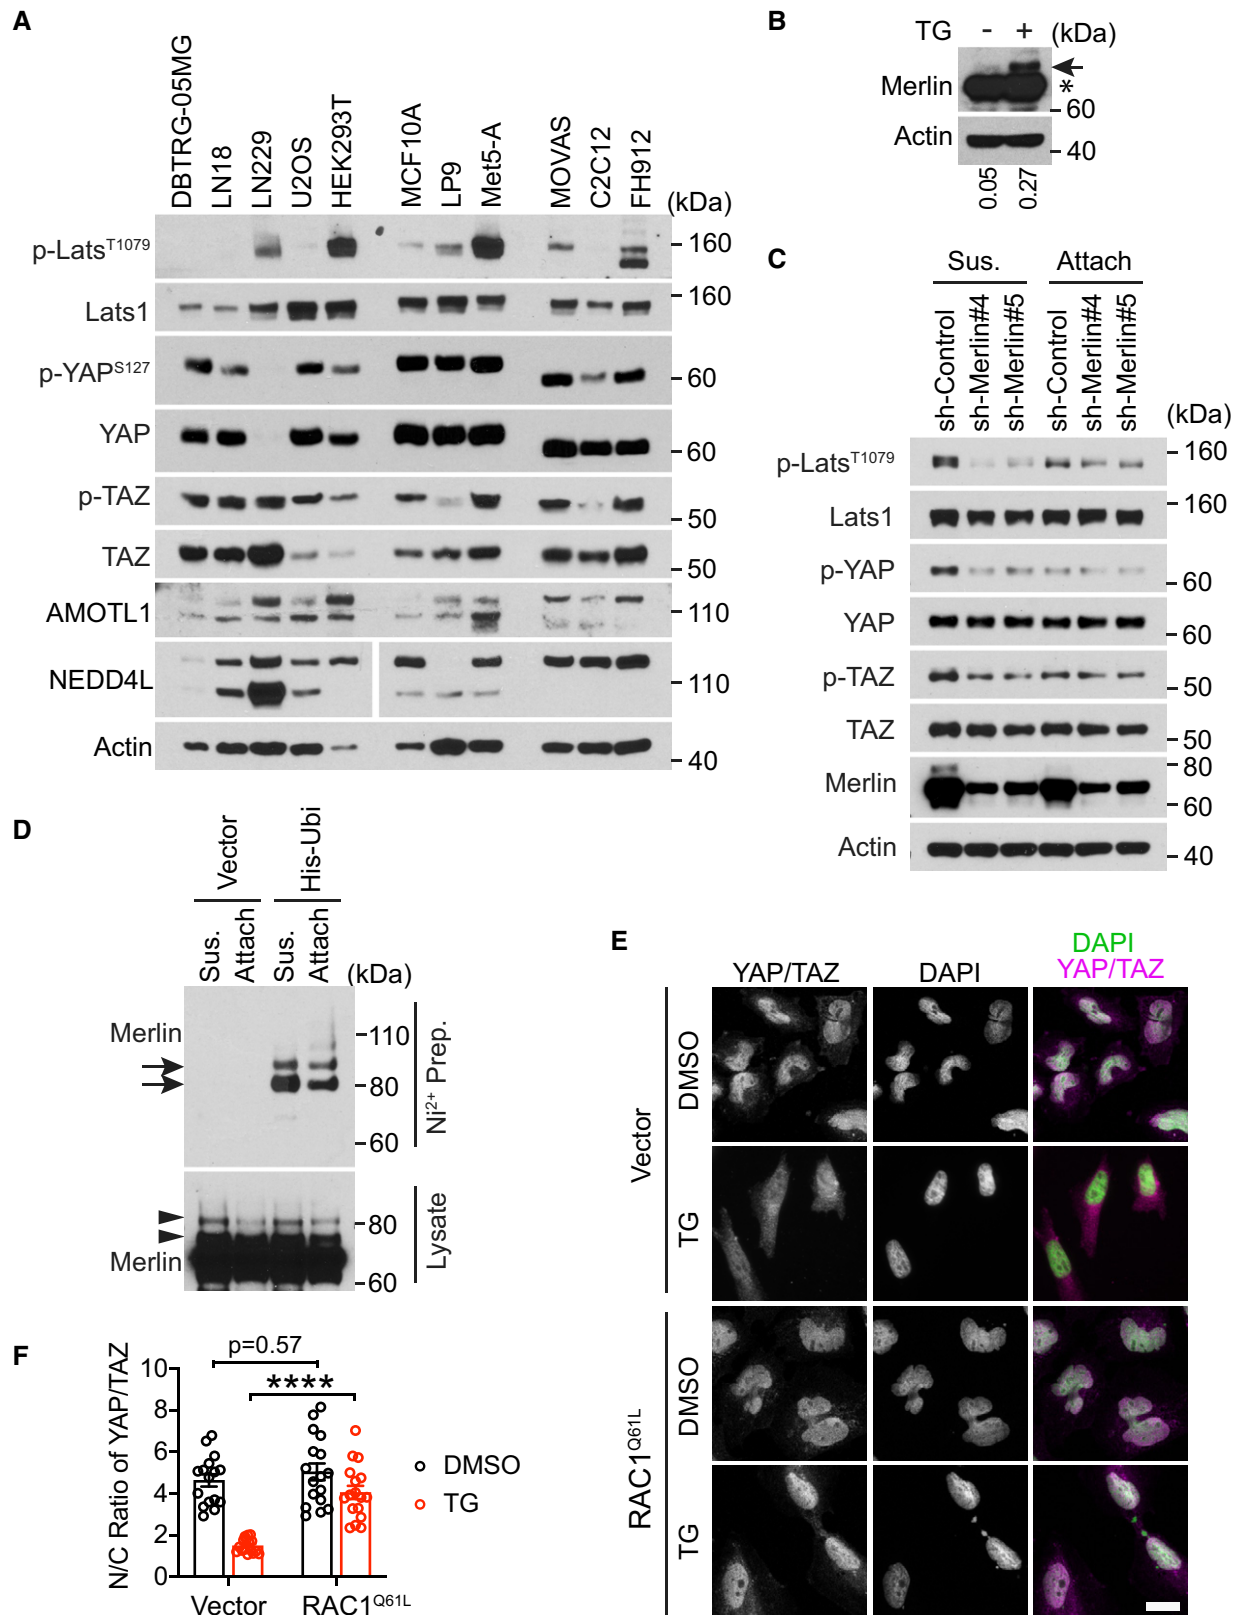 A
DBTRG-05MG
LN18
LN229
U2OS
HEK293T
MCF10A
LP9
Met5-A
MOVAS
C2C12
FH912
(kDa)
p-Lats^T1079
160
Lats1
160
p-YAP^S127
60
YAP
60
p-TAZ
50
TAZ
50
AMOTL1
110
NEDD4L
110
Actin
40
B
TG - + (kDa)
Merlin
*
60
Actin
40
0.05
0.27
C
Sus. Attach
sh-Control
sh-Merlin#4
sh-Merlin#5
sh-Control
sh-Merlin#4
sh-Merlin#5
(kDa)
p-Lats^T1079
160
Lats1
160
p-YAP
60
YAP
60
p-TAZ
50
TAZ
50
Merlin
80
60
Actin
40
D
Vector
His-Ubi
Sus.
Attach
Sus.
Attach
(kDa)
Merlin
110
80
60
Ni²⁺ Prep.
80
Merlin
60
Lysate
E
DAPI
YAP/TAZ DAPI YAP/TAZ
Vector
DMSO
TG
RAC1^Q61L
DMSO
TG
F
N/C Ratio of YAP/TAZ
10
8
6
4
2
0
p=0.57
****
DMSO
TG
Vector RAC1^Q61L